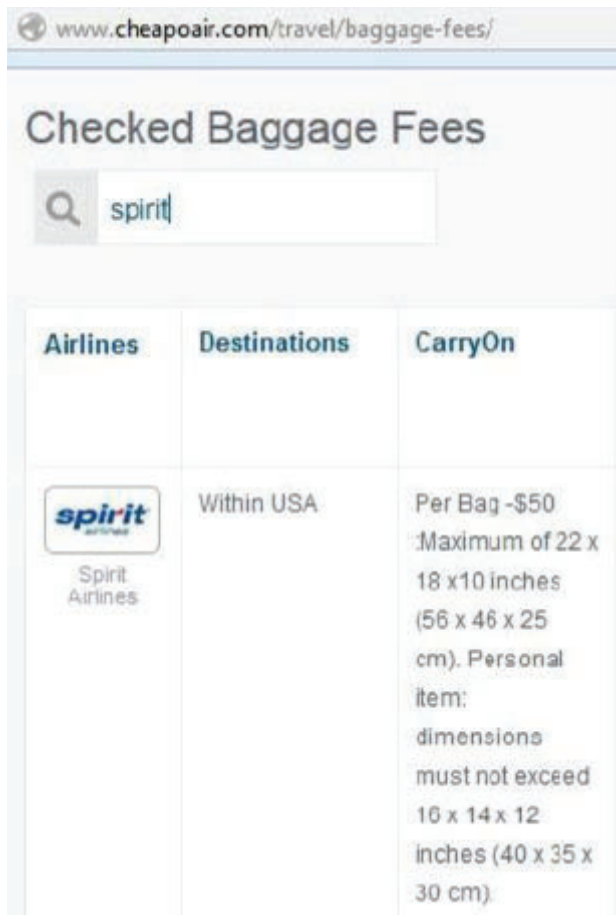 www.cheapoair.com/travel/baggage-fees/
Checked Baggage Fees
spirit
Airlines
Destinations
CarryOn
spirit
airlines
Spirit
Airlines
Within USA
Per Bag -$50
:Maximum of 22 x
18 x10 inches
(56 x 46 x 25
cm). Personal
item:
dimensions
must not exceed
16 x 14 x 12
inches (40 x 35 x
30 cm).